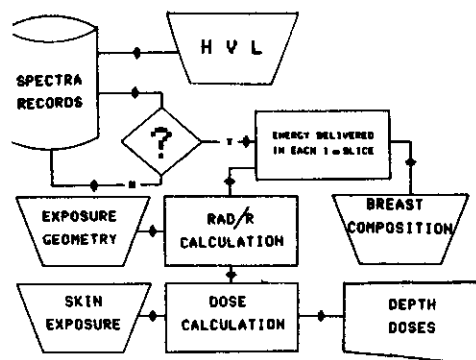 H V L
SPECTRA
RECORDS
?
Y
ENERGY DELIVERED
IN EACH 1 mm SLICE
N
EXPOSURE
GEOMETRY
RAD/R
CALCULATION
BREAST
COMPOSITION
SKIN
EXPOSURE
DOSE
CALCULATION
DEPTH
DOSES